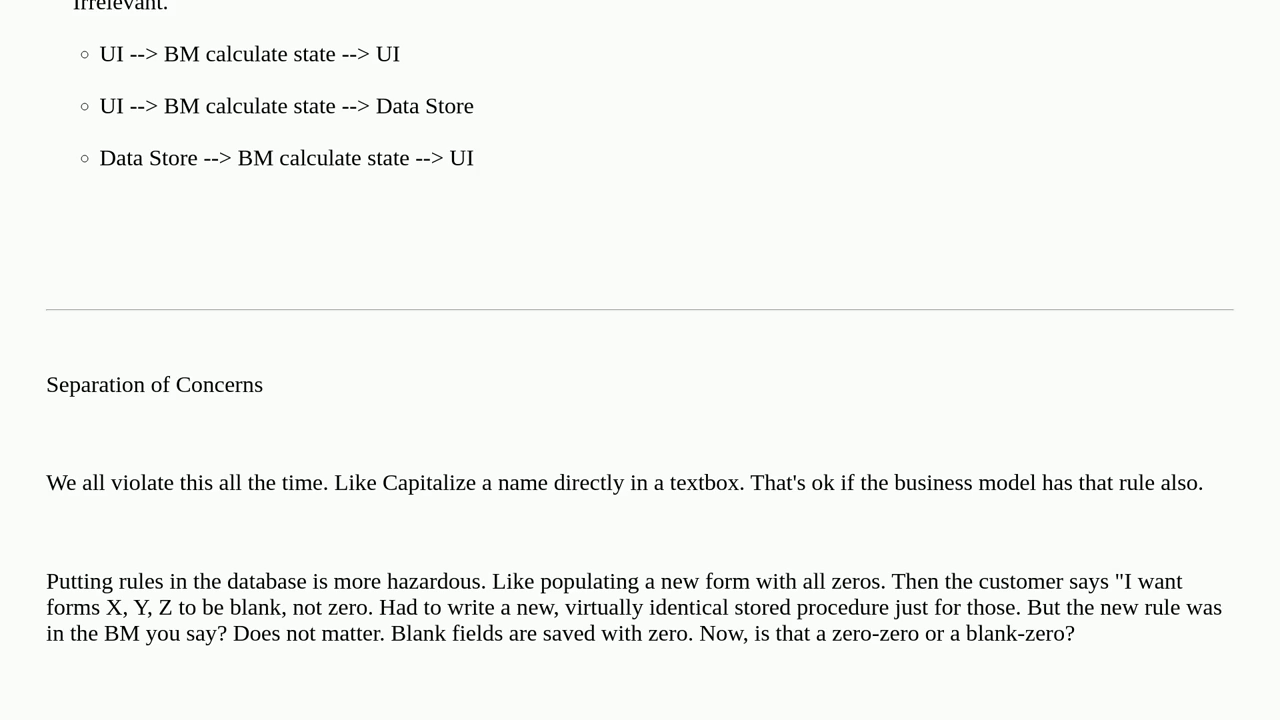 Irrelevant.
UI --> BM calculate state --> UI
UI --> BM calculate state --> Data Store
Data Store --> BM calculate state --> UI
Separation of Concerns
We all violate this all the time. Like Capitalize a name directly in a textbox. That's ok if the business model has that rule also.
Putting rules in the database is more hazardous. Like populating a new form with all zeros. Then the customer says "I want
forms X, Y, Z to be blank, not zero. Had to write a new, virtually identical stored procedure just for those. But the new rule was
in the BM you say? Does not matter. Blank fields are saved with zero. Now, is that a zero-zero or a blank-zero?